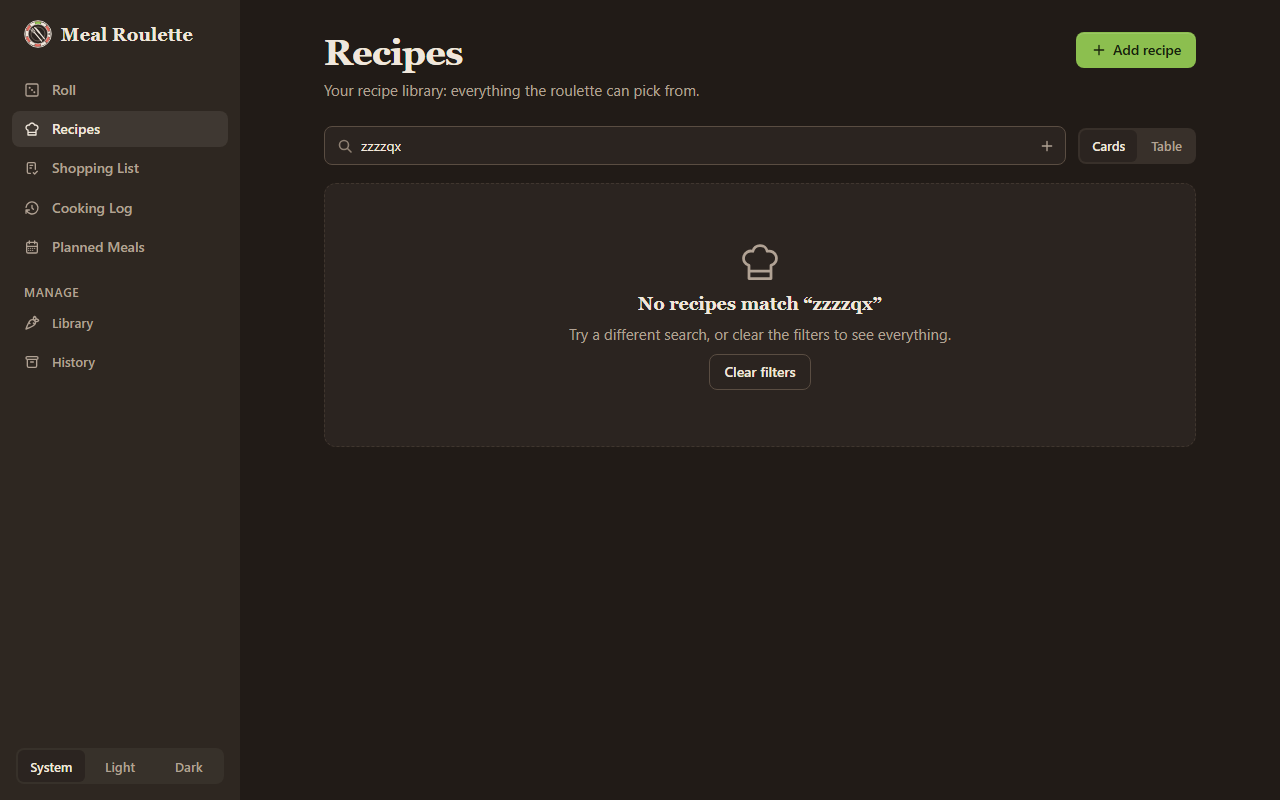 Meal Roulette
Roll
Recipes
Shopping List
Cooking Log
Planned Meals
MANAGE
Library
History
System Light Dark
Recipes
Add recipe
Your recipe library: everything the roulette can pick from.
zzzzqx
Cards Table
No recipes match “zzzzqx”
Try a different search, or clear the filters to see everything.
Clear filters